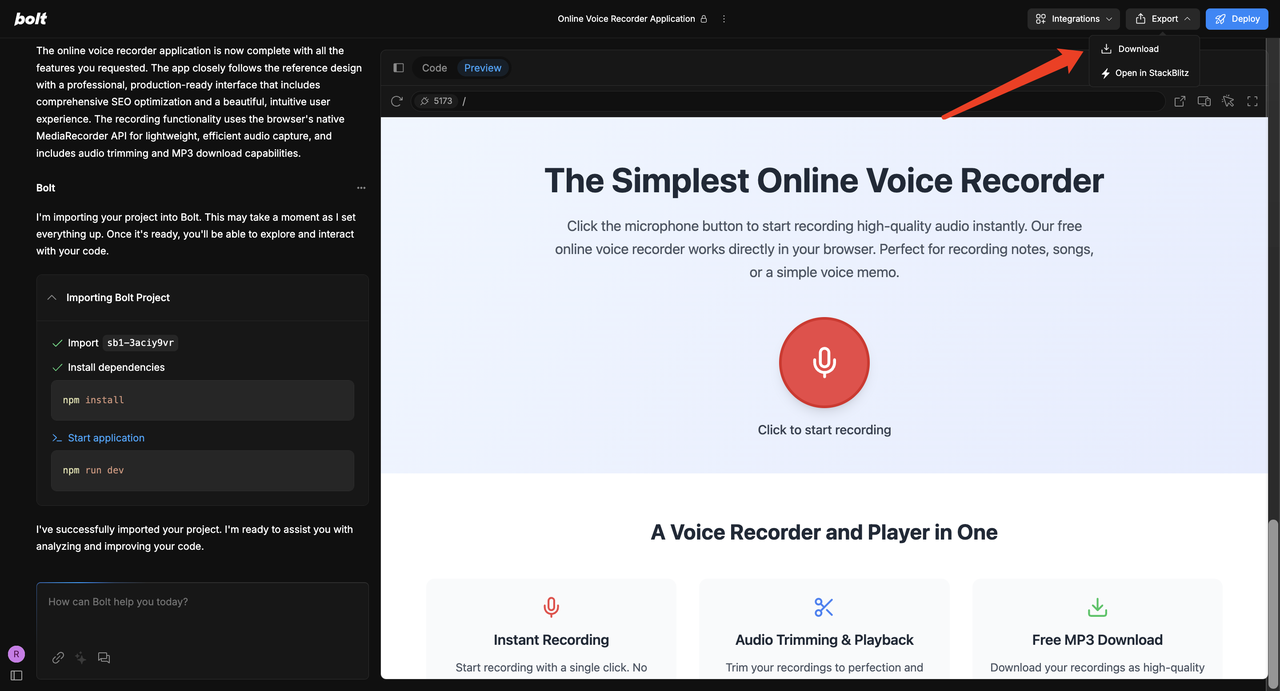 bolt
Online Voice Recorder Application
Integrations
Export
Deploy
Download
Open in StackBlitz
The online voice recorder application is now complete with all the
features you requested. The app closely follows the reference design
with a professional, production-ready interface that includes
comprehensive SEO optimization and a beautiful, intuitive user
experience. The recording functionality uses the browser's native
MediaRecorder API for lightweight, efficient audio capture, and
includes audio trimming and MP3 download capabilities.
Bolt
I'm importing your project into Bolt. This may take a moment as I set
everything up. Once it's ready, you'll be able to explore and interact
with your code.
Importing Bolt Project
Import sb1-3aciy9vr
Install dependencies
npm install
Start application
npm run dev
I've successfully imported your project. I'm ready to assist you with
analyzing and improving your code.
How can Bolt help you today?
R
Code
Preview
5173 /
The Simplest Online Voice Recorder
Click the microphone button to start recording high-quality audio instantly. Our free
online voice recorder works directly in your browser. Perfect for recording notes, songs,
or a simple voice memo.
Click to start recording
A Voice Recorder and Player in One
Instant Recording
Start recording with a single click. No
Audio Trimming & Playback
Trim your recordings to perfection and
Free MP3 Download
Download your recordings as high-quality